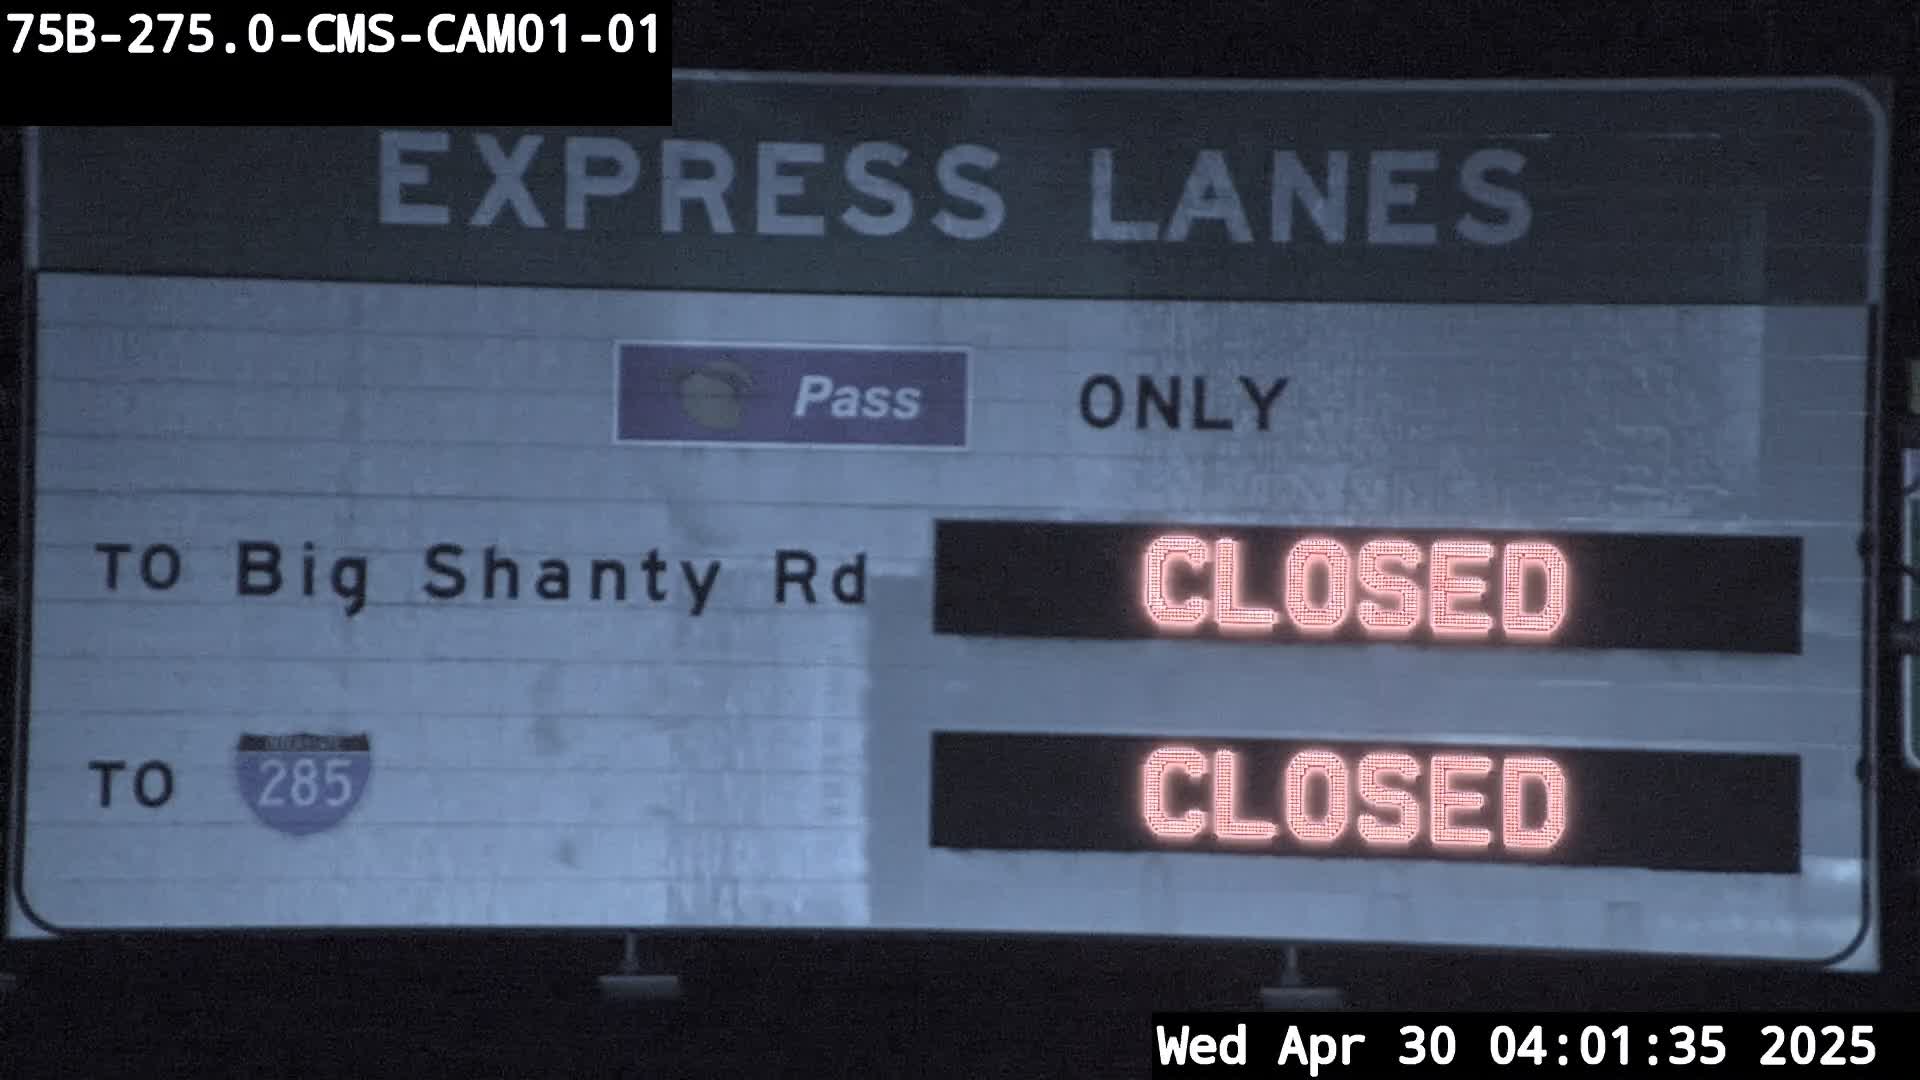 75B-275.0-CMS-CAM01-01
EXPRESS LANES
Pass ONLY
TO Big Shanty Rd CLOSED
TO 285 CLOSED
Wed Apr 30 04:01:35 2025